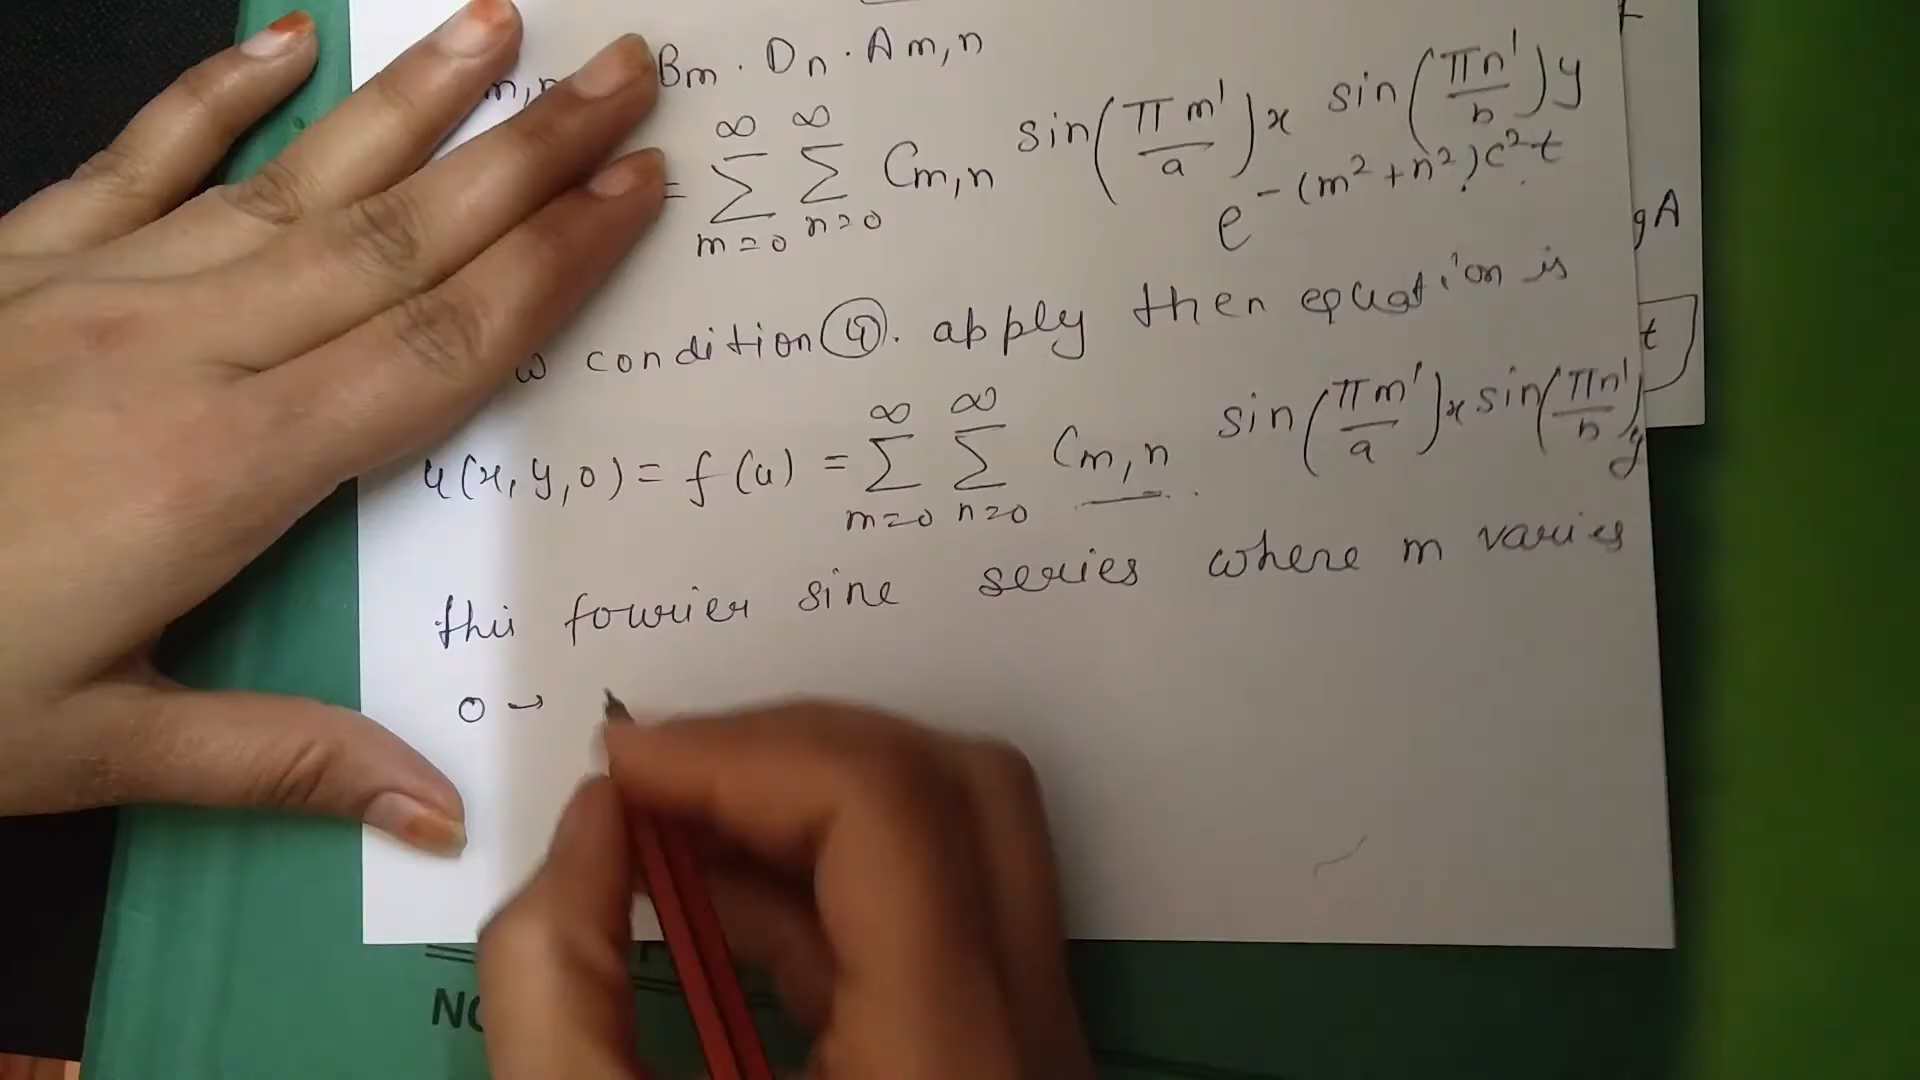 m,n Bm . Dn . Am,n
= ∞ ∑ m=0 ∞ ∑ n=0 Cm,n sin(πm'/a)x sin(πn'/b)y
e^-(m²+n²)c²t
w condition ④. apply then equation is
u(x,y,0) = f(u) = ∞ ∑ m=0 ∞ ∑ n=0 Cm,n sin(πm'/a)x sin(πn'/b)y
this fourier sine series where m varies
0 →
gA
t
NO